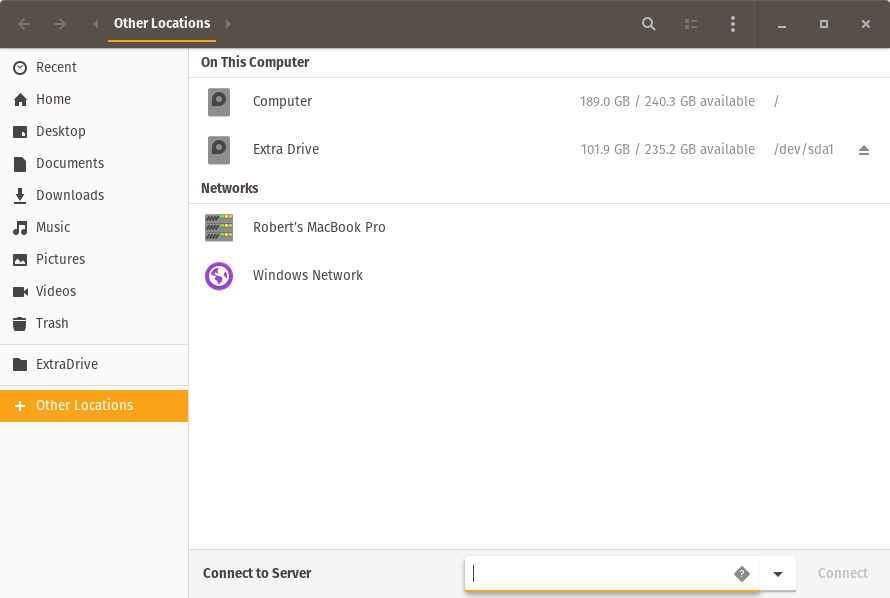 Other Locations
Recent
Home
Desktop
Documents
Downloads
Music
Pictures
Videos
Trash
ExtraDrive
Other Locations
On This Computer
Computer 189.0 GB / 240.3 GB available /
Extra Drive 101.9 GB / 235.2 GB available /dev/sda1
Networks
Robert’s MacBook Pro
Windows Network
Connect to Server ? Connect